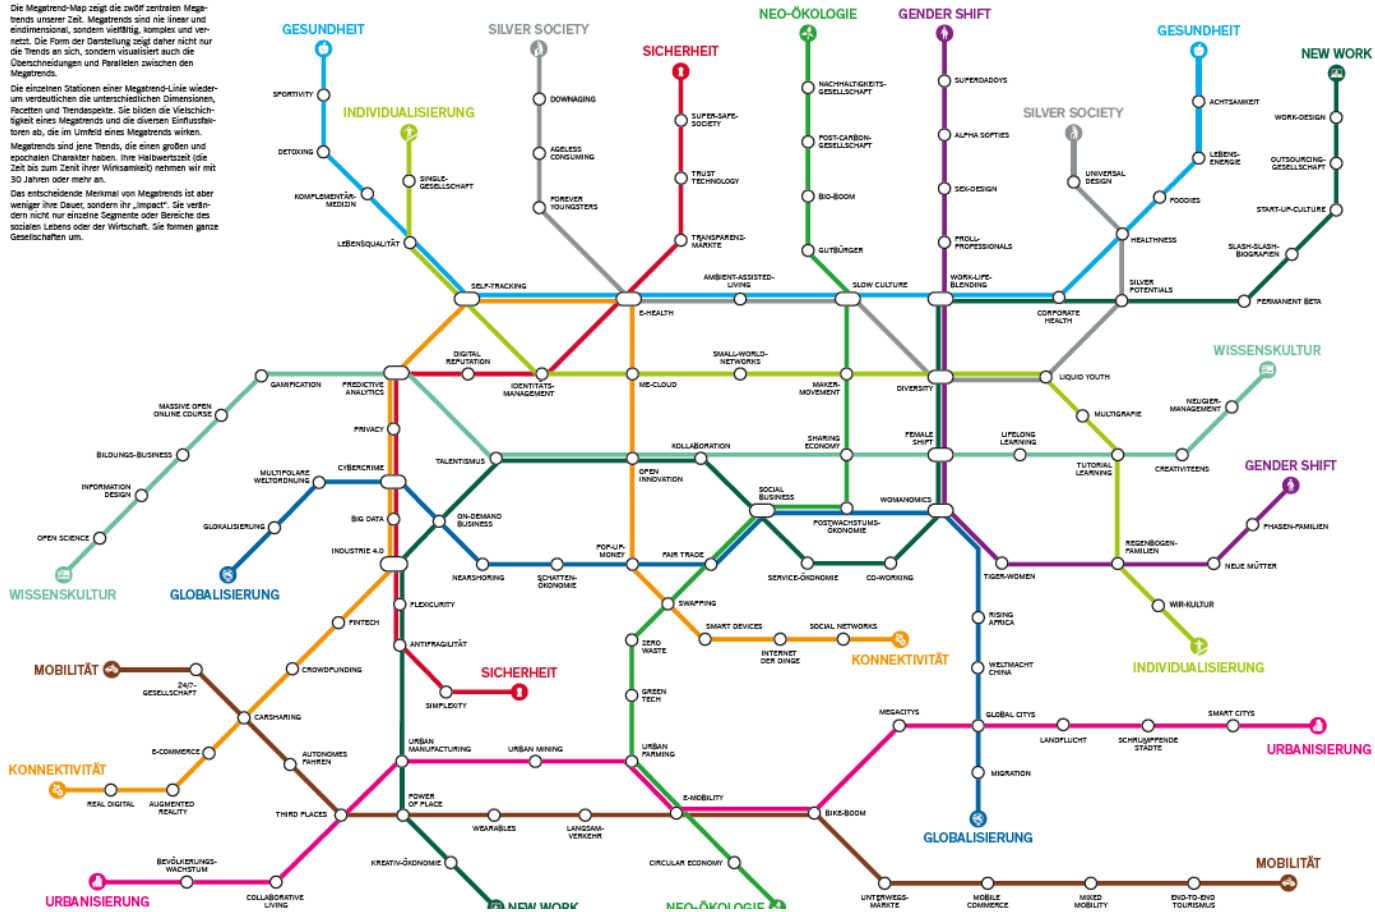 Die Megatrend-Map zeigt die zwölf zentralen Mega-
trends unserer Zeit. Megatrends sind nie linear und
eindimensional, sondern vielfältig, komplex und ver-
netzt. Die Form der Darstellung zeigt daher nicht nur
die Trends an sich, sondern visualisiert auch die
Überschneidungen und Parallelen zwischen den
Megatrends.
Die einzelnen Stationen einer Megatrend-Linie wieder-
um verdeutlichen die unterschiedlichen Dimensionen,
Facetten und Trendaspekte. Sie bilden die Vielschich-
tigkeit eines Megatrends und die diversen Einflussfak-
toren ab, die im Umfeld eines Megatrends wirken.
Megatrends sind jene Trends, die einen großen und
epochalen Charakter haben. Ihre Halbwertszeit (die
Zeit bis zum Zenit ihrer Wirksamkeit) nehmen wir mit
30 Jahren oder mehr an.
Das entscheidende Merkmal von Megatrends ist aber
weniger ihre Dauer, sondern ihr „Impact“. Sie verän-
dern nicht nur einzelne Segmente oder Bereiche des
sozialen Lebens oder der Wirtschaft. Sie formen ganze
Gesellschaften um.
GESUNDHEIT
SILVER SOCIETY
NEO-ÖKOLOGIE
GENDER SHIFT
SICHERHEIT
GESUNDHEIT
NEW WORK
SPORTIVITY
DOWNAGING
NACHHALTIGKEITS-
GESELLSCHAFT
SUPERDADDYS
ACHTSAMKEIT
INDIVIDUALISIERUNG
SUPER-SAFE-
SOCIETY
SILVER SOCIETY
WORK-DESIGN
DETOXING
AGELESS
CONSUMING
POST-CARBON-
GESELLSCHAFT
ALPHA SOFTIES
LEBENS-
ENERGIE
OUTSOURCING-
GESELLSCHAFT
SINGLE-
GESELLSCHAFT
TRUST
TECHNOLOGY
UNIVERSAL
DESIGN
KOMPLEMENTÄR-
MEDIZIN
FOREVER
YOUNGSTERS
BIO-BOOM
SEX-DESIGN
FOODIES
START-UP-CULTURE
LEBENSQUALITÄT
TRANSPARENZ-
MÄRKTE
GUTBÜRGER
PROLL-
PROFESSIONALS
HEALTHNESS
SLASH-SLASH-
BIOGRAFIEN
SELF-TRACKING
E-HEALTH
AMBIENT-ASSISTED-
LIVING
SLOW CULTURE
WORK-LIFE-
BLENDING
CORPORATE
HEALTH
SILVER
POTENTIALS
PERMANENT BETA
WISSENSKULTUR
GAMIFICATION
PREDICTIVE
ANALYTICS
DIGITAL
REPUTATION
IDENTITÄTS-
MANAGEMENT
ME-CLOUD
SMALL-WORLD-
NETWORKS
MAKER-
MOVEMENT
DIVERSITY
LIQUID YOUTH
MASSIVE OPEN
ONLINE COURSE
PRIVACY
MULTIGRAFIE
NEUGIER-
MANAGEMENT
BILDUNGS-BUSINESS
TALENTISMUS
OPEN
INNOVATION
KOLLABORATION
SHARING
ECONOMY
FEMALE
SHIFT
LIFELONG
LEARNING
TUTORIAL
LEARNING
CREATIVITEENS
MULTIPOLARE
WELTORDNUNG
CYBERCRIME
GENDER SHIFT
INFORMATION
DESIGN
SOCIAL
BUSINESS
POSTWACHSTUMS-
ÖKONOMIE
WOMANOMICS
GLOKALISIERUNG
BIG DATA
ON-DEMAND
BUSINESS
PHASEN-FAMILIEN
OPEN SCIENCE
INDUSTRIE 4.0
NEARSHORING
SCHATTEN-
ÖKONOMIE
POP-UP-
MONEY
FAIR TRADE
SERVICE-ÖKONOMIE
CO-WORKING
TIGER-WOMEN
REGENBOGEN-
FAMILIEN
NEUE MÜTTER
WISSENSKULTUR
GLOBALISIERUNG
FLEXICURITY
SWAPPING
WIR-KULTUR
FINTECH
RISING
AFRICA
ANTIFRAGILITÄT
ZERO
WASTE
SMART DEVICES
INTERNET
DER DINGE
SOCIAL NETWORKS
KONNEKTIVITÄT
INDIVIDUALISIERUNG
MOBILITÄT
24/7-
GESELLSCHAFT
CROWDFUNDING
SICHERHEIT
SIMPLEXITY
GREEN
TECH
WELTMACHT
CHINA
CARSHARING
MEGACITYS
GLOBAL CITYS
LANDFLUCHT
SCHRUMPFENDE
STÄDTE
SMART CITYS
URBANISIERUNG
E-COMMERCE
AUTONOMES
FAHREN
URBAN
MANUFACTURING
URBAN MINING
URBAN
FARMING
KONNEKTIVITÄT
REAL DIGITAL
AUGMENTED
REALITY
MIGRATION
THIRD PLACES
POWER
OF PLACE
WEARABLES
LANGSAM-
VERKEHR
E-MOBILITY
BIKE-BOOM
GLOBALISIERUNG
BEVÖLKERUNGS-
WACHSTUM
KREATIV-ÖKONOMIE
CIRCULAR ECONOMY
MOBILITÄT
URBANISIERUNG
COLLABORATIVE
LIVING
NEW WORK
NEO-ÖKOLOGIE
UNTERWEGS-
MÄRKTE
MOBILE
COMMERCE
MIXED
MOBILITY
END-TO-END
TOURISMUS